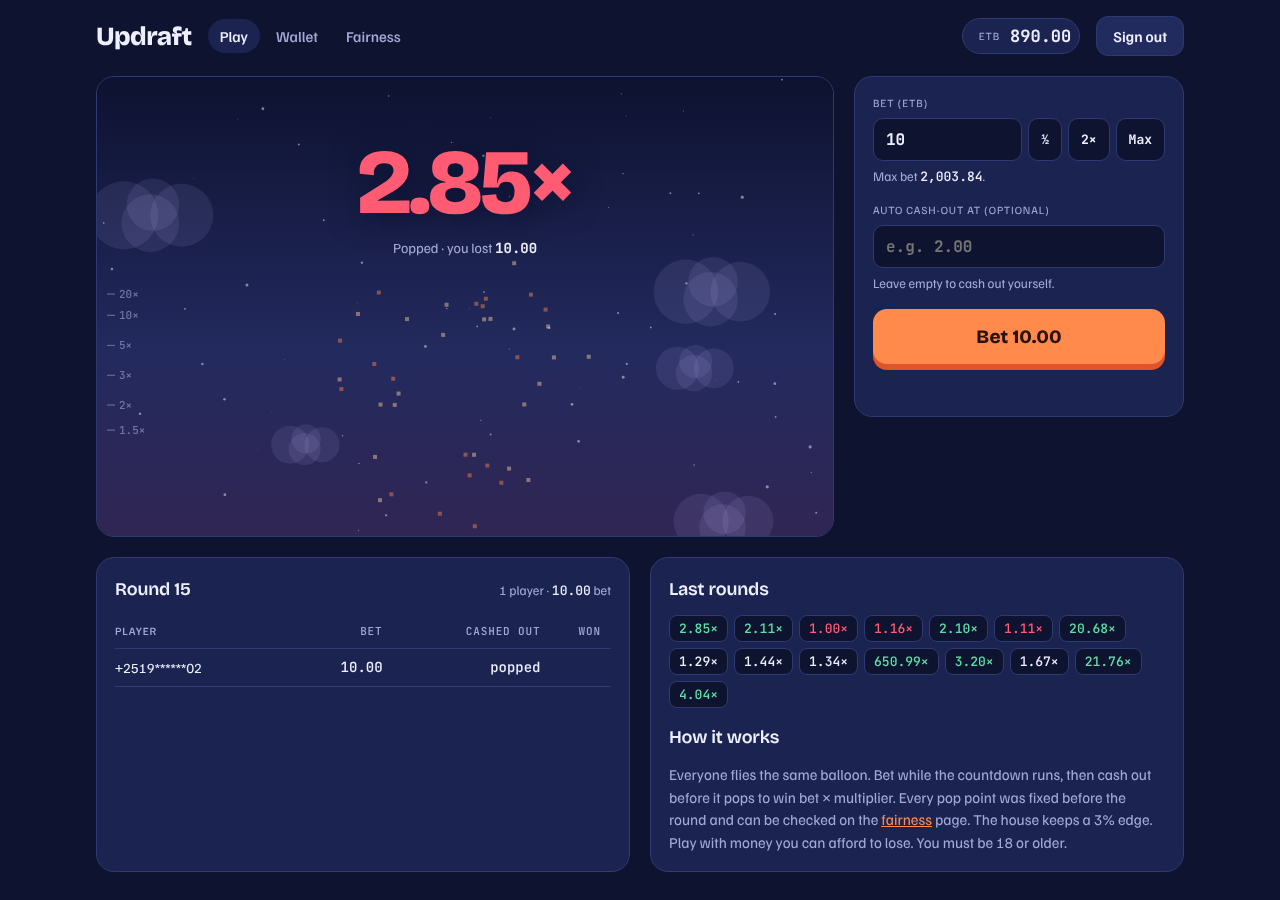 Updraft Play Wallet Fairness ETB 890.00 Sign out
2.85×
Popped · you lost 10.00
20×
10×
5×
3×
2×
1.5×
BET (ETB)
10 ½ 2× Max
Max bet 2,003.84.
AUTO CASH-OUT AT (OPTIONAL)
e.g. 2.00
Leave empty to cash out yourself.
Bet 10.00
Round 15 1 player · 10.00 bet
PLAYER BET CASHED OUT WON
+2519******02 10.00 popped
Last rounds
2.85× 2.11× 1.00× 1.16× 2.10× 1.11× 20.68×
1.29× 1.44× 1.34× 650.99× 3.20× 1.67× 21.76×
4.04×
How it works
Everyone flies the same balloon. Bet while the countdown runs, then cash out
before it pops to win bet × multiplier. Every pop point was fixed before the
round and can be checked on the fairness page. The house keeps a 3% edge.
Play with money you can afford to lose. You must be 18 or older.